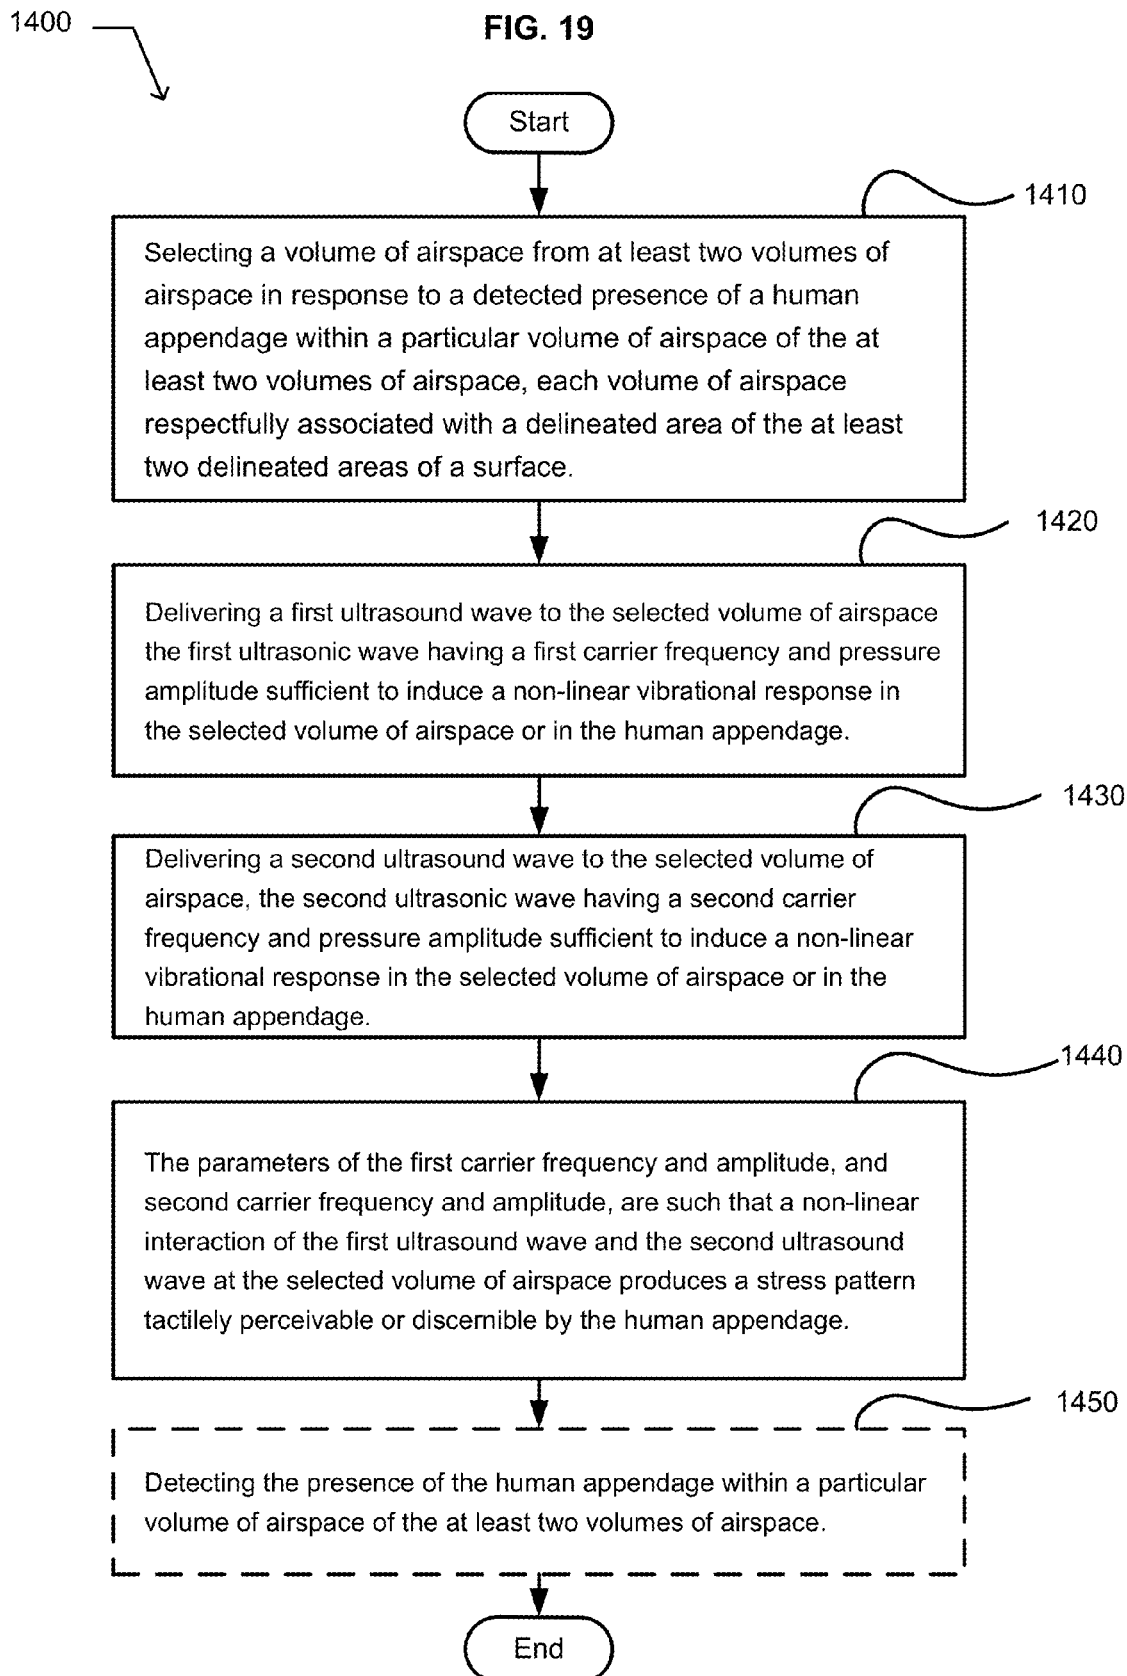 1400
FIG. 19
Start
1410
Selecting a volume of airspace from at least two volumes of
airspace in response to a detected presence of a human
appendage within a particular volume of airspace of the at
least two volumes of airspace, each volume of airspace
respectfully associated with a delineated area of the at least
two delineated areas of a surface.
1420
Delivering a first ultrasound wave to the selected volume of airspace
the first ultrasonic wave having a first carrier frequency and pressure
amplitude sufficient to induce a non-linear vibrational response in
the selected volume of airspace or in the human appendage.
1430
Delivering a second ultrasound wave to the selected volume of
airspace, the second ultrasonic wave having a second carrier
frequency and pressure amplitude sufficient to induce a non-linear
vibrational response in the selected volume of airspace or in the
human appendage.
1440
The parameters of the first carrier frequency and amplitude, and
second carrier frequency and amplitude, are such that a non-linear
interaction of the first ultrasound wave and the second ultrasound
wave at the selected volume of airspace produces a stress pattern
tactilely perceivable or discernible by the human appendage.
1450
Detecting the presence of the human appendage within a particular
volume of airspace of the at least two volumes of airspace.
End